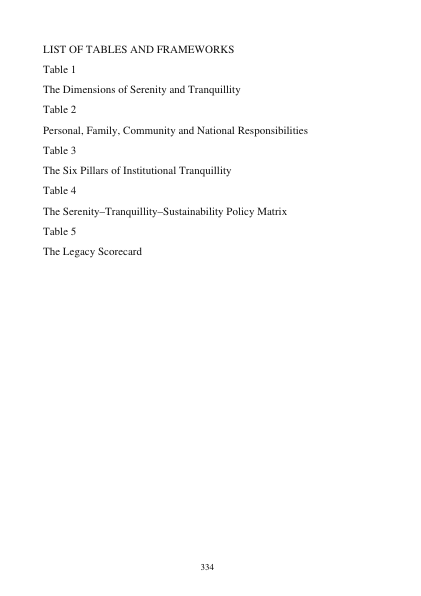 LIST OF TABLES AND FRAMEWORKS
Table 1
The Dimensions of Serenity and Tranquillity
Table 2
Personal, Family, Community and National Responsibilities
Table 3
The Six Pillars of Institutional Tranquillity
Table 4
The Serenity–Tranquillity–Sustainability Policy Matrix
Table 5
The Legacy Scorecard
334